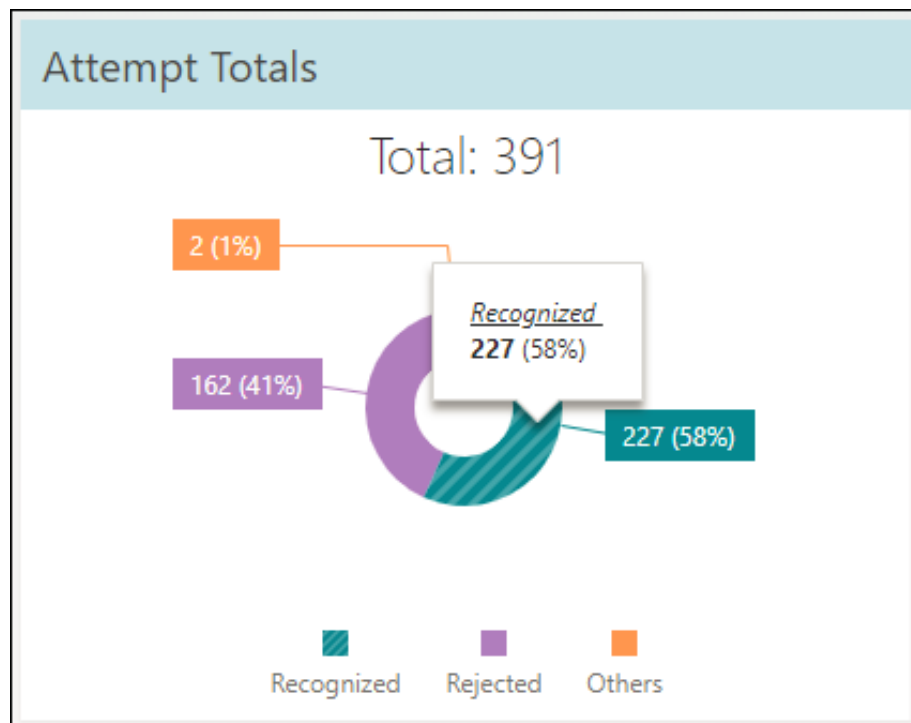 Attempt Totals
Total: 391
2 (1%)
Recognized
227 (58%)
162 (41%)
227 (58%)
Recognized
Rejected
Others